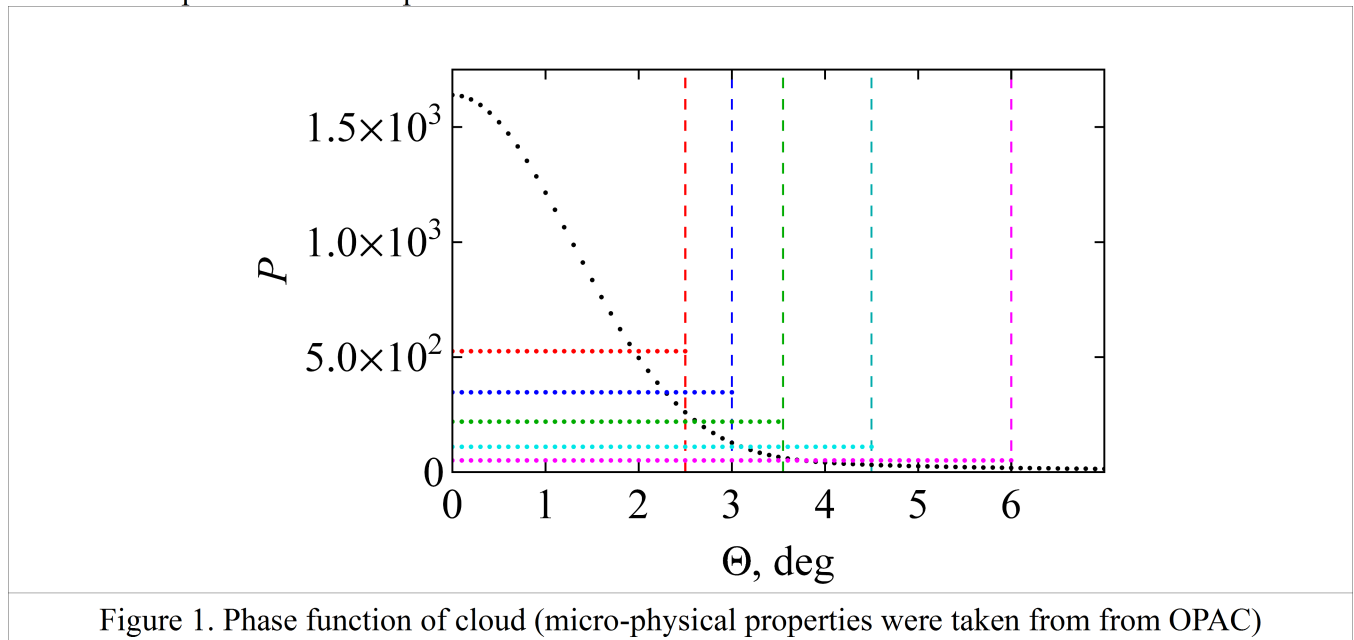 1.5×10³
1.0×10³
P
5.0×10²
0
0 1 2 3 4 5 6
Θ, deg
Figure 1. Phase function of cloud (micro-physical properties were taken from from OPAC)